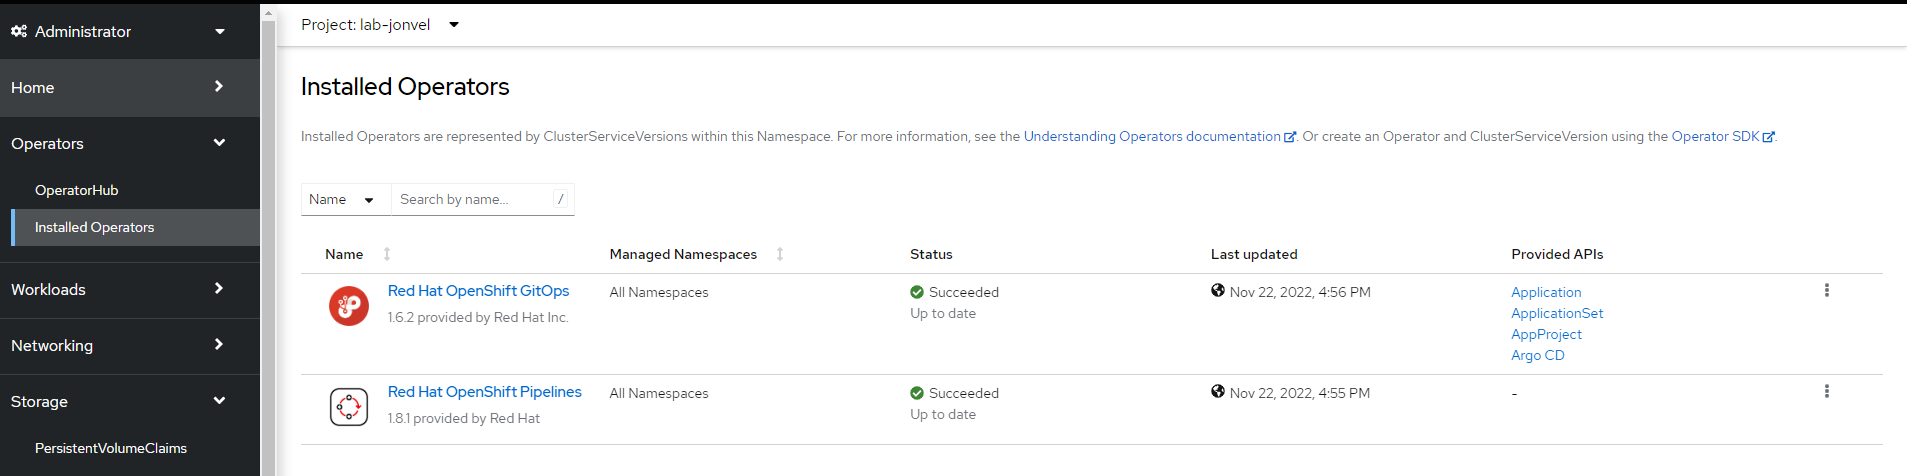 Administrator
Home
Operators
OperatorHub
Installed Operators
Workloads
Networking
Storage
PersistentVolumeClaims
Project: lab-jonvel
Installed Operators
Installed Operators are represented by ClusterServiceVersions within this Namespace. For more information, see the Understanding Operators documentation. Or create an Operator and ClusterServiceVersion using the Operator SDK.
Name Search by name... /
Name Managed Namespaces Status Last updated Provided APIs
Red Hat OpenShift GitOps All Namespaces Succeeded Nov 22, 2022, 4:56 PM Application
1.6.2 provided by Red Hat Inc. Up to date ApplicationSet
AppProject
Argo CD
Red Hat OpenShift Pipelines All Namespaces Succeeded Nov 22, 2022, 4:55 PM -
1.8.1 provided by Red Hat Up to date